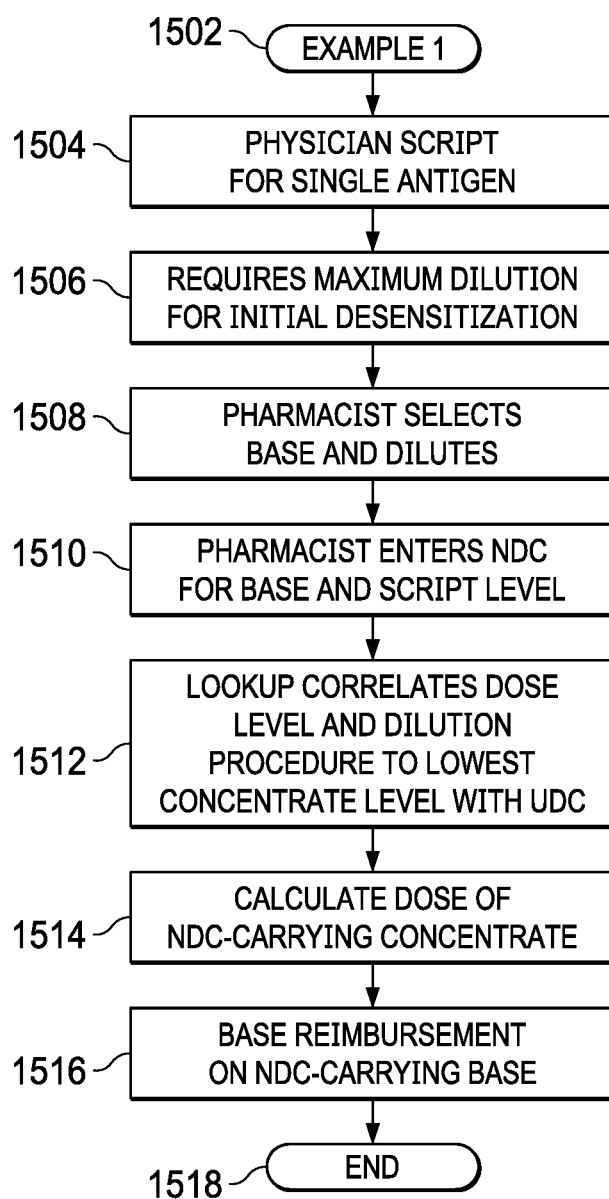 1502
EXAMPLE 1
1504
PHYSICIAN SCRIPT
FOR SINGLE ANTIGEN
1506
REQUIRES MAXIMUM DILUTION
FOR INITIAL DESENSITIZATION
1508
PHARMACIST SELECTS
BASE AND DILUTES
1510
PHARMACIST ENTERS NDC
FOR BASE AND SCRIPT LEVEL
1512
LOOKUP CORRELATES DOSE
LEVEL AND DILUTION
PROCEDURE TO LOWEST
CONCENTRATE LEVEL WITH UDC
1514
CALCULATE DOSE OF
NDC-CARRYING CONCENTRATE
1516
BASE REIMBURSEMENT
ON NDC-CARRYING BASE
1518
END